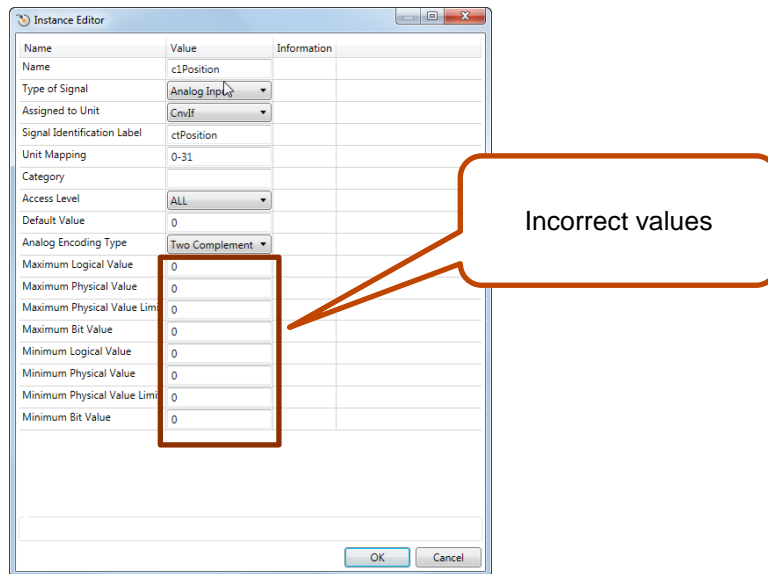 Instance Editor
Name Value Information
Name c1Position
Type of Signal Analog Input
Assigned to Unit CnvIf
Signal Identification Label ctPosition
Unit Mapping 0-31
Category
Access Level ALL
Default Value 0
Analog Encoding Type Two Complement
Maximum Logical Value 0
Maximum Physical Value 0
Maximum Physical Value Limi 0
Maximum Bit Value 0
Minimum Logical Value 0
Minimum Physical Value 0
Minimum Physical Value Limi 0
Minimum Bit Value 0
Incorrect values
OK Cancel